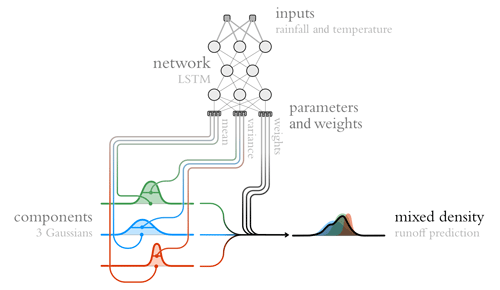 inputs
rainfall and temperature
network
LSTM
parameters
and weights
mean
variance
weights
components
3 Gaussians
mixed density
runoff prediction